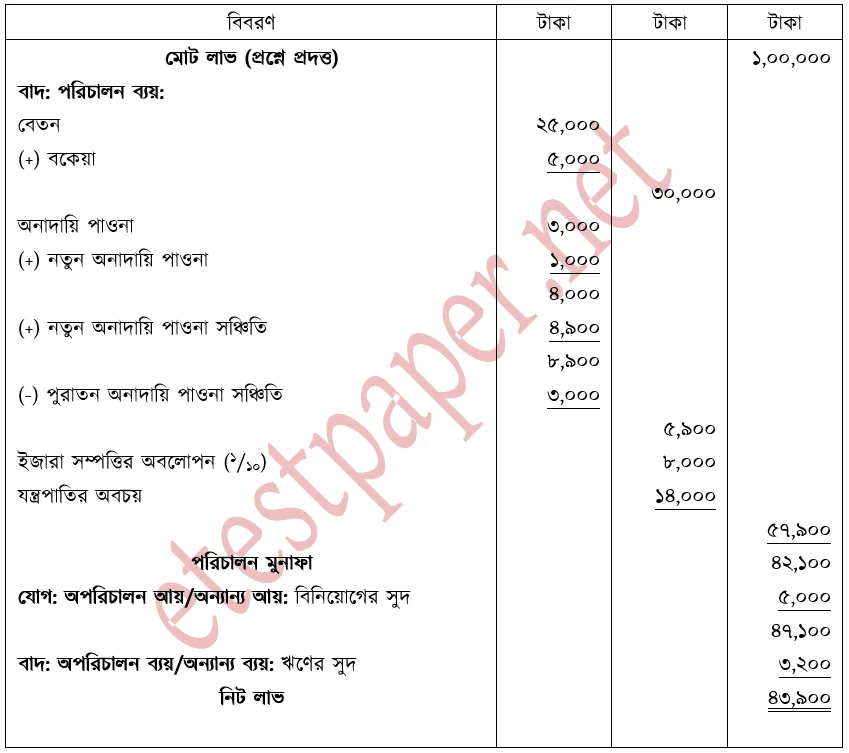 বিবরণ টাকা টাকা টাকা
মোট লাভ (প্রশ্নে প্রদত্ত) ১,০০,০০০
বাদ: পরিচালন ব্যয়:
বেতন ২৫,০০০
(+) বকেয়া ৫,০০০
৩০,০০০
অনাদায়ি পাওনা ৩,০০০
(+) নতুন অনাদায়ি পাওনা ১,০০০
৪,০০০
(+) নতুন অনাদায়ি পাওনা সঞ্চিতি ৪,৯০০
৮,৯০০
(-) পুরাতন অনাদায়ি পাওনা সঞ্চিতি ৩,০০০
৫,৯০০
ইজারা সম্পত্তির অবলোপন (১/১০) ৮,০০০
যন্ত্রপাতির অবচয় ১৪,০০০
৫৭,৯০০
পরিচালন মুনাফা ৪২,১০০
যোগ: অপরিচালন আয়/অন্যান্য আয়: বিনিয়োগের সুদ ৫,০০০
৪৭,১০০
বাদ: অপরিচালন ব্যয়/অন্যান্য ব্যয়: ঋণের সুদ ৩,২০০
নিট লাভ ৪৩,৯০০
etestpaper.net